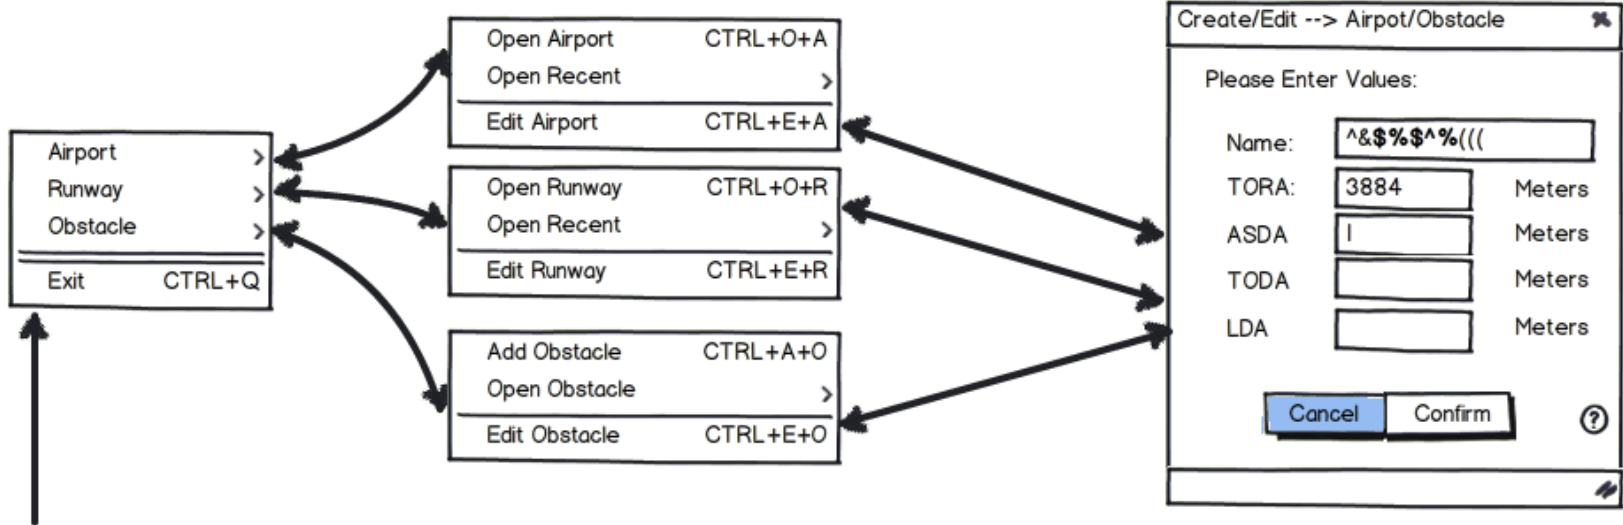 Airport >
Runway >
Obstacle >
Exit CTRL+Q
Open Airport CTRL+O+A
Open Recent >
Edit Airport CTRL+E+A
Open Runway CTRL+O+R
Open Recent >
Edit Runway CTRL+E+R
Add Obstacle CTRL+A+O
Open Obstacle >
Edit Obstacle CTRL+E+O
Create/Edit --> Airpot/Obstacle
Please Enter Values:
Name: ^&$%$^%(((
TORA: 3884 Meters
ASDA | Meters
TODA Meters
LDA Meters
Cancel Confirm ?